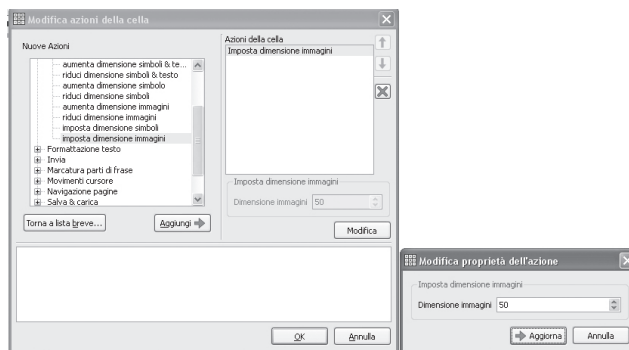 Modifica azioni della cella
Nuove Azioni
aumenta dimensione simboli & te...
riduci dimensione simboli & testo
aumenta dimensione simbolo
riduci dimensione simboli
aumenta dimensione immagini
riduci dimensione immagini
imposta dimensione simboli
imposta dimensione immagini
Formattazione testo
Invia
Marcatura parti di frase
Movimenti cursore
Navigazione pagine
Salva & carica
Torna a lista breve...
Aggiungi
Azioni della cella
Imposta dimensione immagini
Imposta dimensione immagini
Dimensione immagini 50
Modifica
OK Annulla
Modifica proprietà dell'azione
Imposta dimensione immagini
Dimensione immagini 50
Aggiorna Annulla